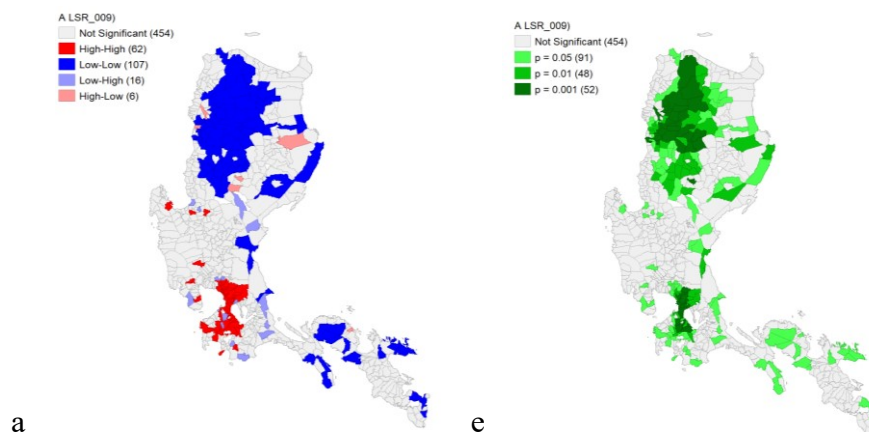 A LSR_009)
Not Significant (454)
High-High (62)
Low-Low (107)
Low-High (16)
High-Low (6)
A LSR_009)
Not Significant (454)
p = 0.05 (91)
p = 0.01 (48)
p = 0.001 (52)
a
e